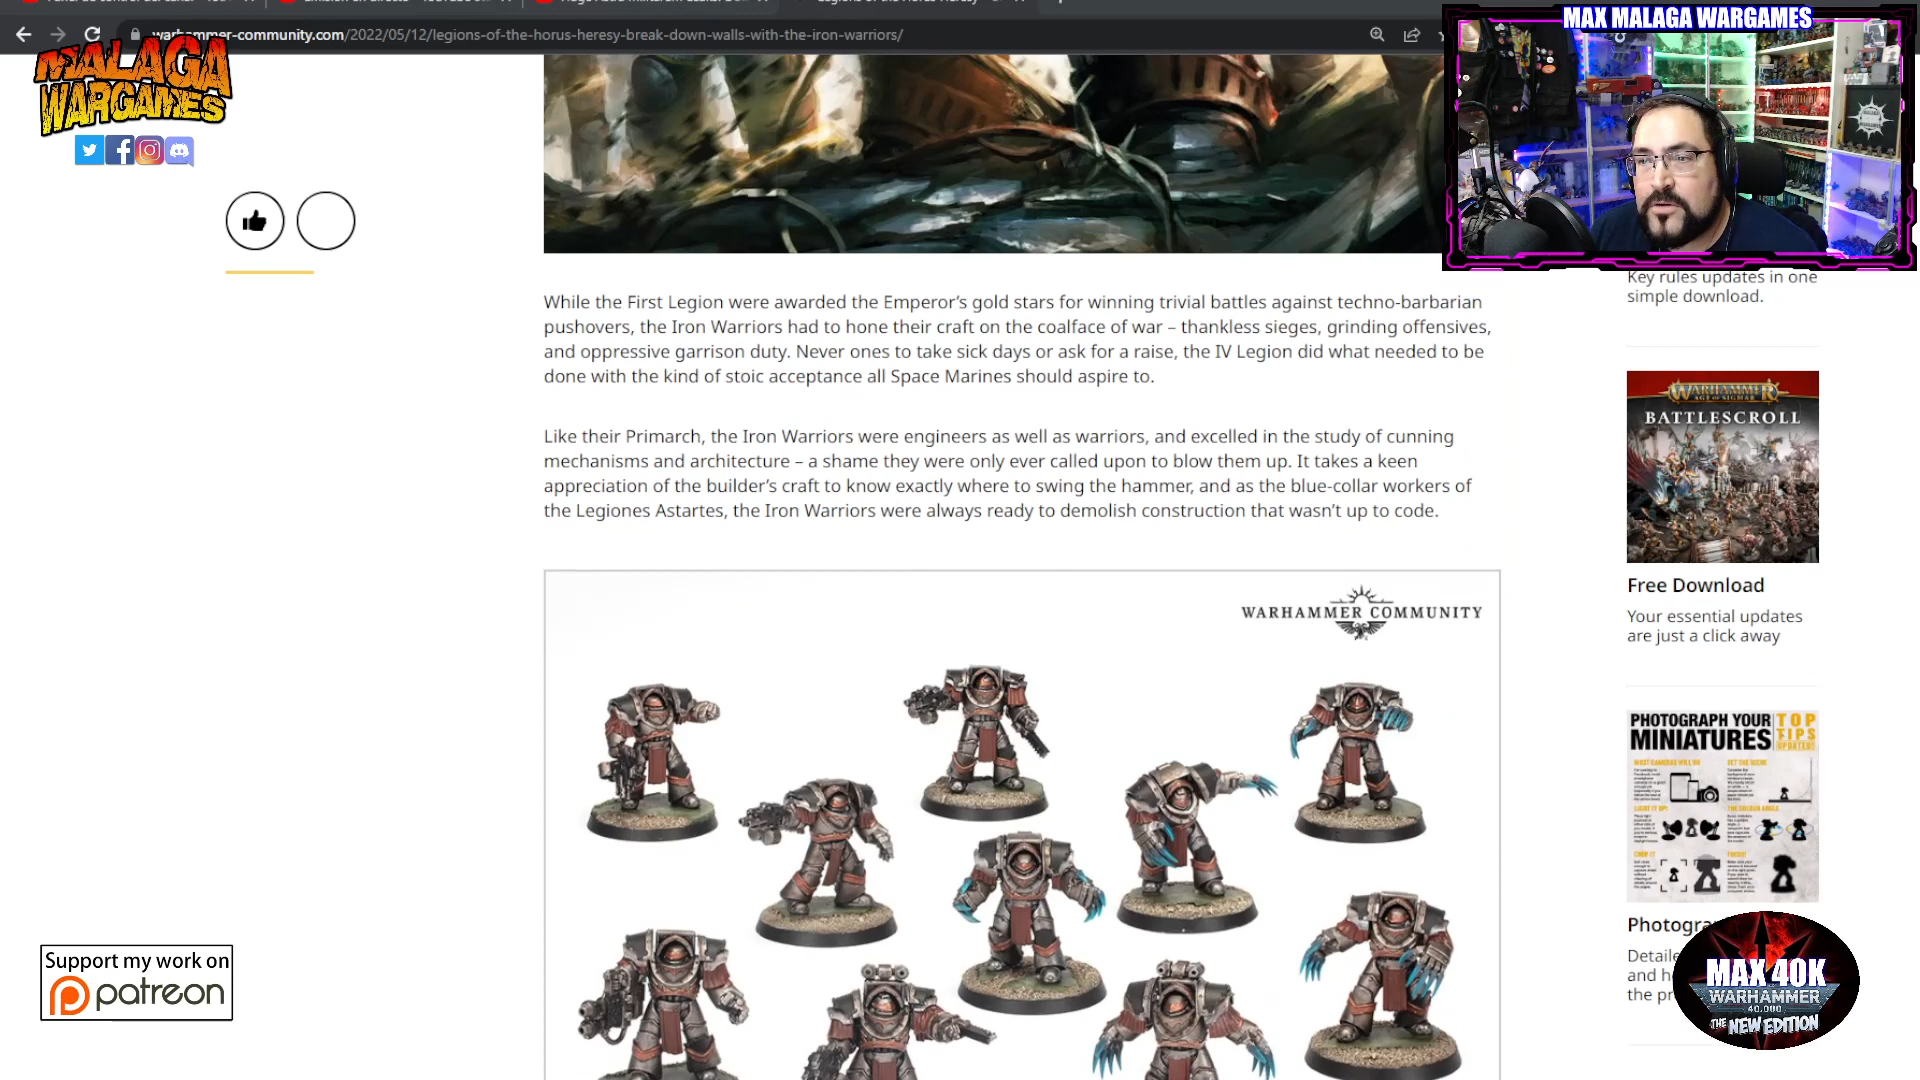 MAX MALAGA WARGAMES
warhammer-community.com/2022/05/12/legions-of-the-horus-heresy-break-down-walls-with-the-iron-warriors/
MALAGA
WARGAMES
While the First Legion were awarded the Emperor’s gold stars for winning trivial battles against techno-barbarian
pushovers, the Iron Warriors had to hone their craft on the coalface of war – thankless sieges, grinding offensives,
and oppressive garrison duty. Never ones to take sick days or ask for a raise, the IV Legion did what needed to be
done with the kind of stoic acceptance all Space Marines should aspire to.
Like their Primarch, the Iron Warriors were engineers as well as warriors, and excelled in the study of cunning
mechanisms and architecture – a shame they were only ever called upon to blow them up. It takes a keen
appreciation of the builder’s craft to know exactly where to swing the hammer, and as the blue-collar workers of
the Legiones Astartes, the Iron Warriors were always ready to demolish construction that wasn’t up to code.
WARHAMMER COMMUNITY
Key rules updates in one
simple download.
WARHAMMER
AGE OF SIGMAR
BATTLESCROLL
Free Download
Your essential updates
are just a click away
PHOTOGRAPH YOUR
MINIATURES
TOP
TIPS
UPDATED!
Photogra
Detaile
and h
the pr
MAX 40K
WARHAMMER
40,000
THE NEW EDITION
Support my work on
patreon